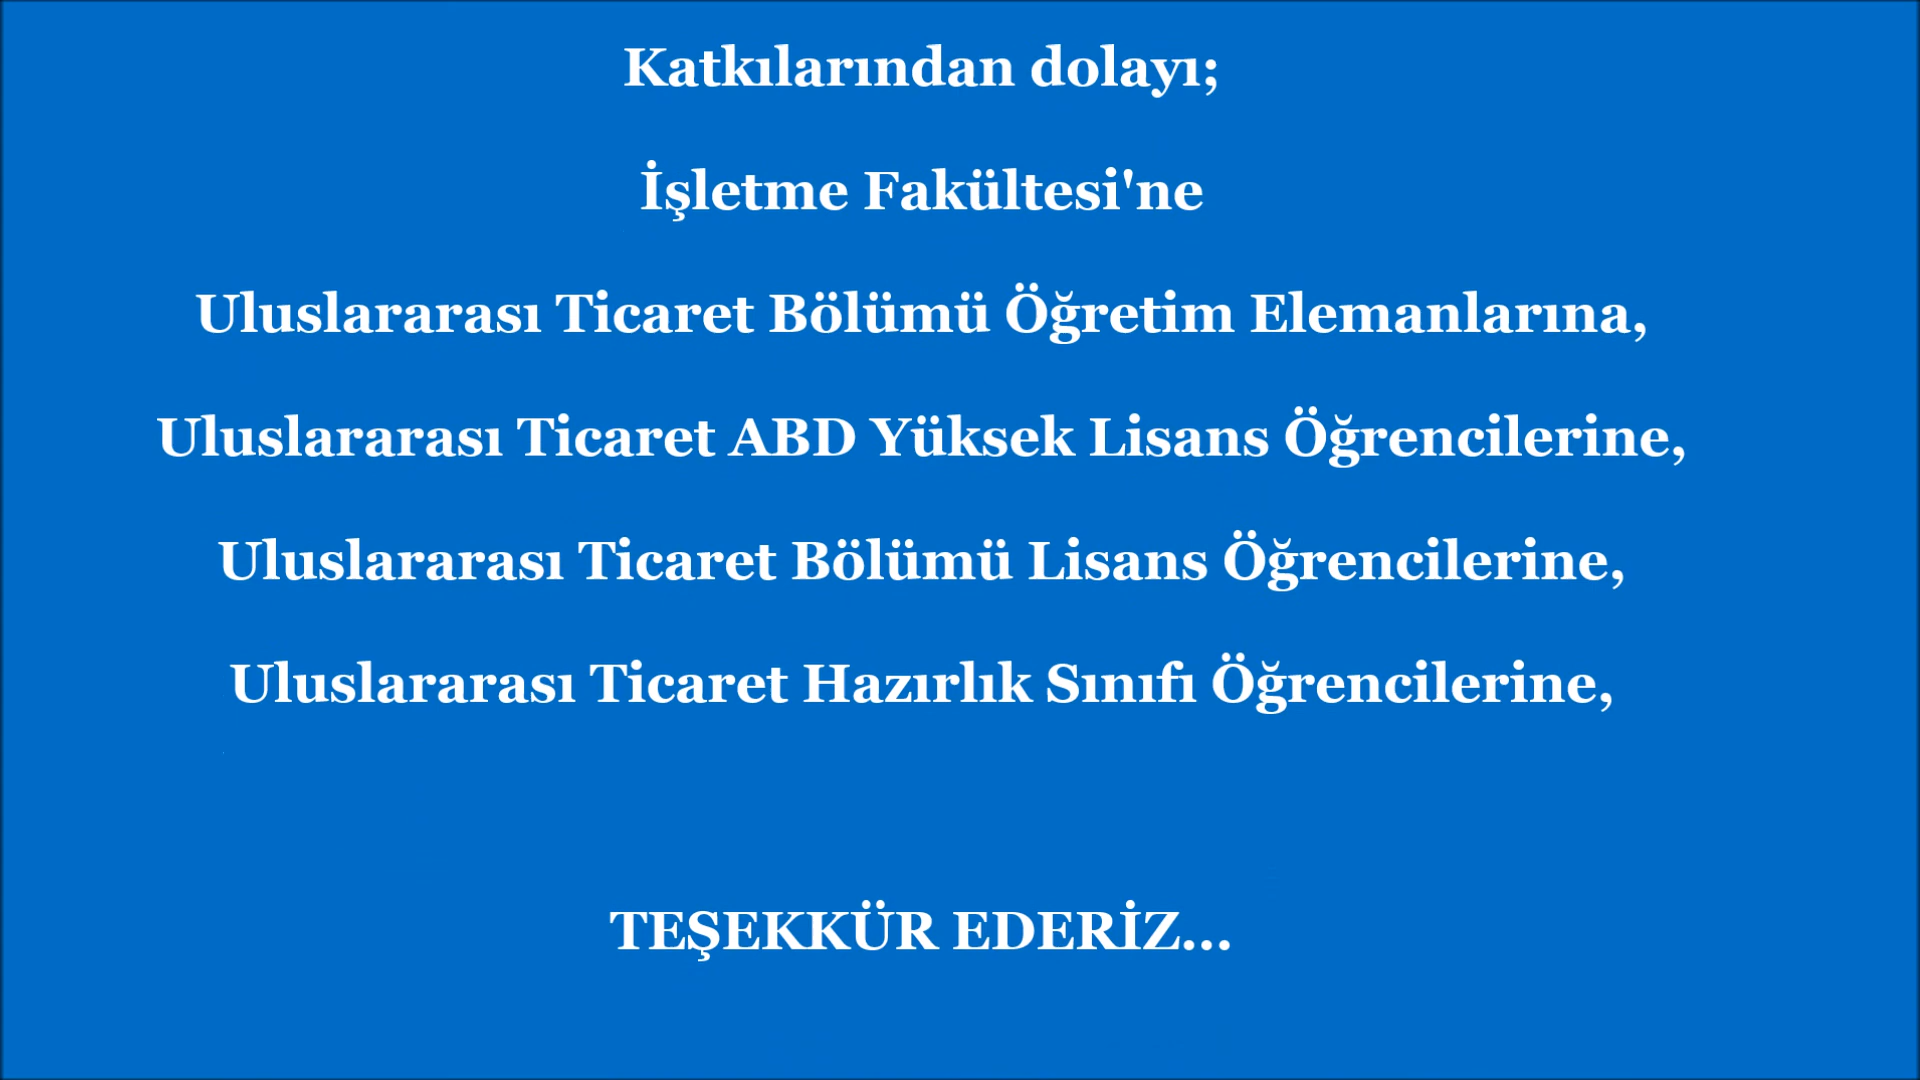 Katkılarından dolayı;
İşletme Fakültesi'ne
Uluslararası Ticaret Bölümü Öğretim Elemanlarına,
Uluslararası Ticaret ABD Yüksek Lisans Öğrencilerine,
Uluslararası Ticaret Bölümü Lisans Öğrencilerine,
Uluslararası Ticaret Hazırlık Sınıfı Öğrencilerine,
TEŞEKKÜR EDERİZ...